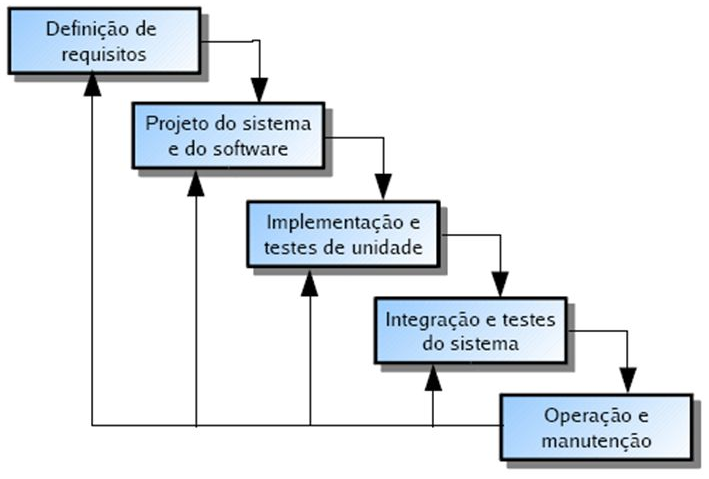 Definição de
requisitos
Projeto do sistema
e do software
Implementação e
testes de unidade
Integração e testes
do sistema
Operação e
manutenção